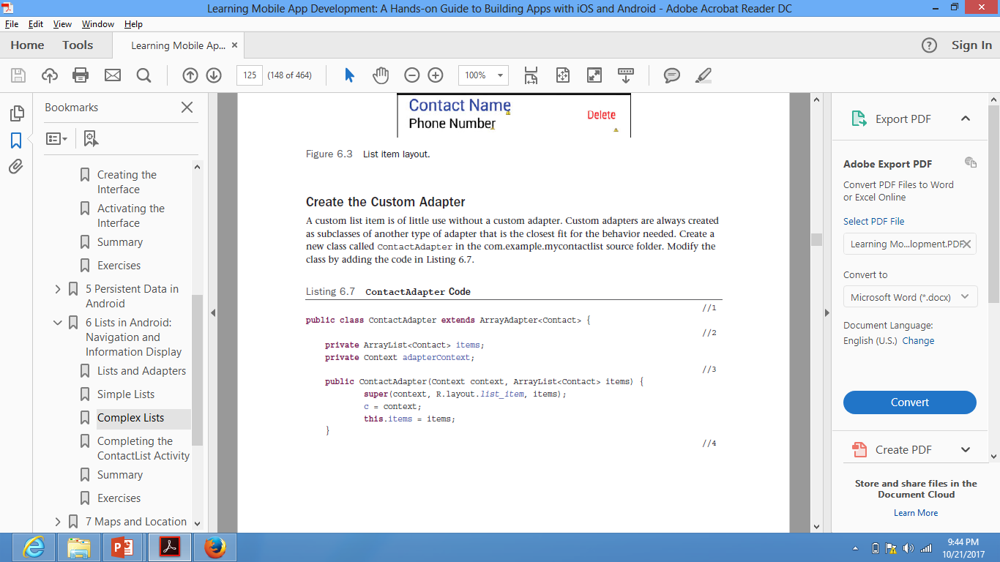 Learning Mobile App Development: A Hands-on Guide to Building Apps with iOS and Android - Adobe Acrobat Reader DC
File Edit View Window Help
Home Tools Learning Mobile Ap... × Sign In
125 (148 of 464) 100%
Bookmarks
Creating the
Interface
Activating the
Interface
Summary
Exercises
5 Persistent Data in
Android
6 Lists in Android:
Navigation and
Information Display
Lists and Adapters
Simple Lists
Complex Lists
Completing the
ContactList Activity
Summary
Exercises
7 Maps and Location
Contact Name
Phone Number
Delete
Figure 6.3 List item layout.
Create the Custom Adapter
A custom list item is of little use without a custom adapter. Custom adapters are always created
as subclasses of another type of adapter that is the closest fit for the behavior needed. Create a
new class called ContactAdapter in the com.example.mycontactlist source folder. Modify the
class by adding the code in Listing 6.7.
Listing 6.7 ContactAdapter Code
//1
public class ContactAdapter extends ArrayAdapter<Contact> {
//2
private ArrayList<Contact> items;
private Context adapterContext;
//3
public ContactAdapter(Context context, ArrayList<Contact> items) {
super(context, R.layout.list_item, items);
c = context;
this.items = items;
}
//4
Export PDF
Adobe Export PDF
Convert PDF Files to Word
or Excel Online
Select PDF File
Learning Mo...lopment.PDF
Convert to
Microsoft Word (*.docx)
Document Language:
English (U.S.) Change
Convert
Create PDF
Store and share files in the
Document Cloud
Learn More
9:44 PM
10/21/2017